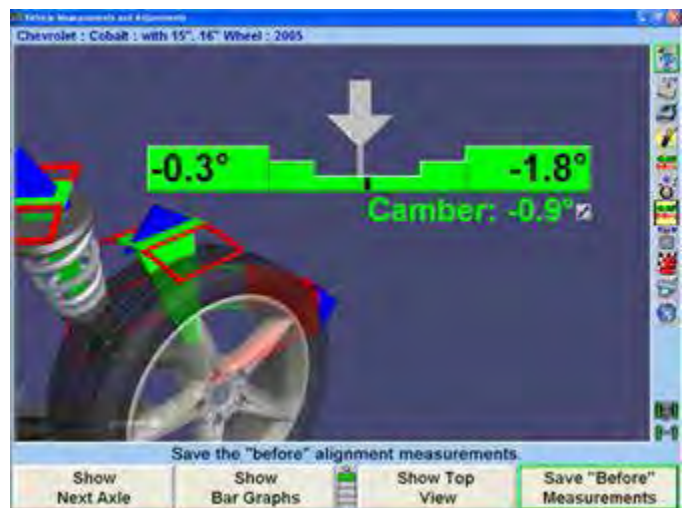 Vehicle Measurements and Adjustments
Chevrolet : Cobalt : with 15", 16" Wheel : 2005
-0.3°
-1.8°
Camber: -0.9°
Save the "before" alignment measurements.
Show
Next Axle
Show
Bar Graphs
Show Top
View
Save "Before"
Measurements